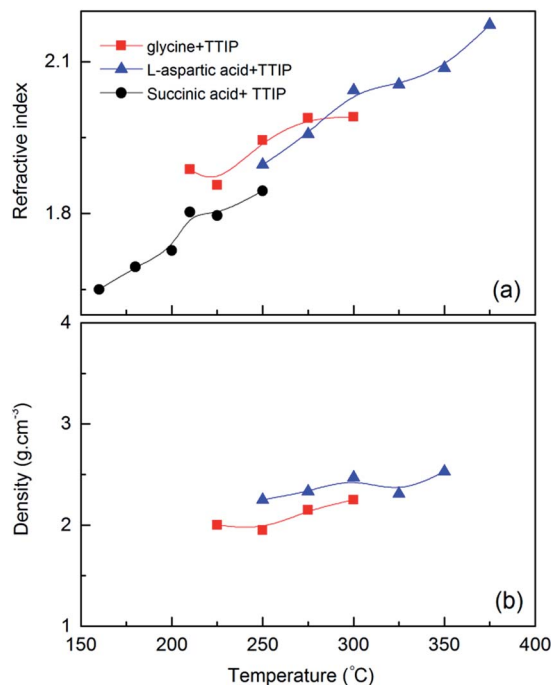 (a)
glycine+TTIP
L-aspartic acid+TTIP
Succinic acid+ TTIP
Refractive index
2.1
1.8
(b)
Density (g.cm⁻³)
4
3
2
1
150 200 250 300 350 400
Temperature (°C)